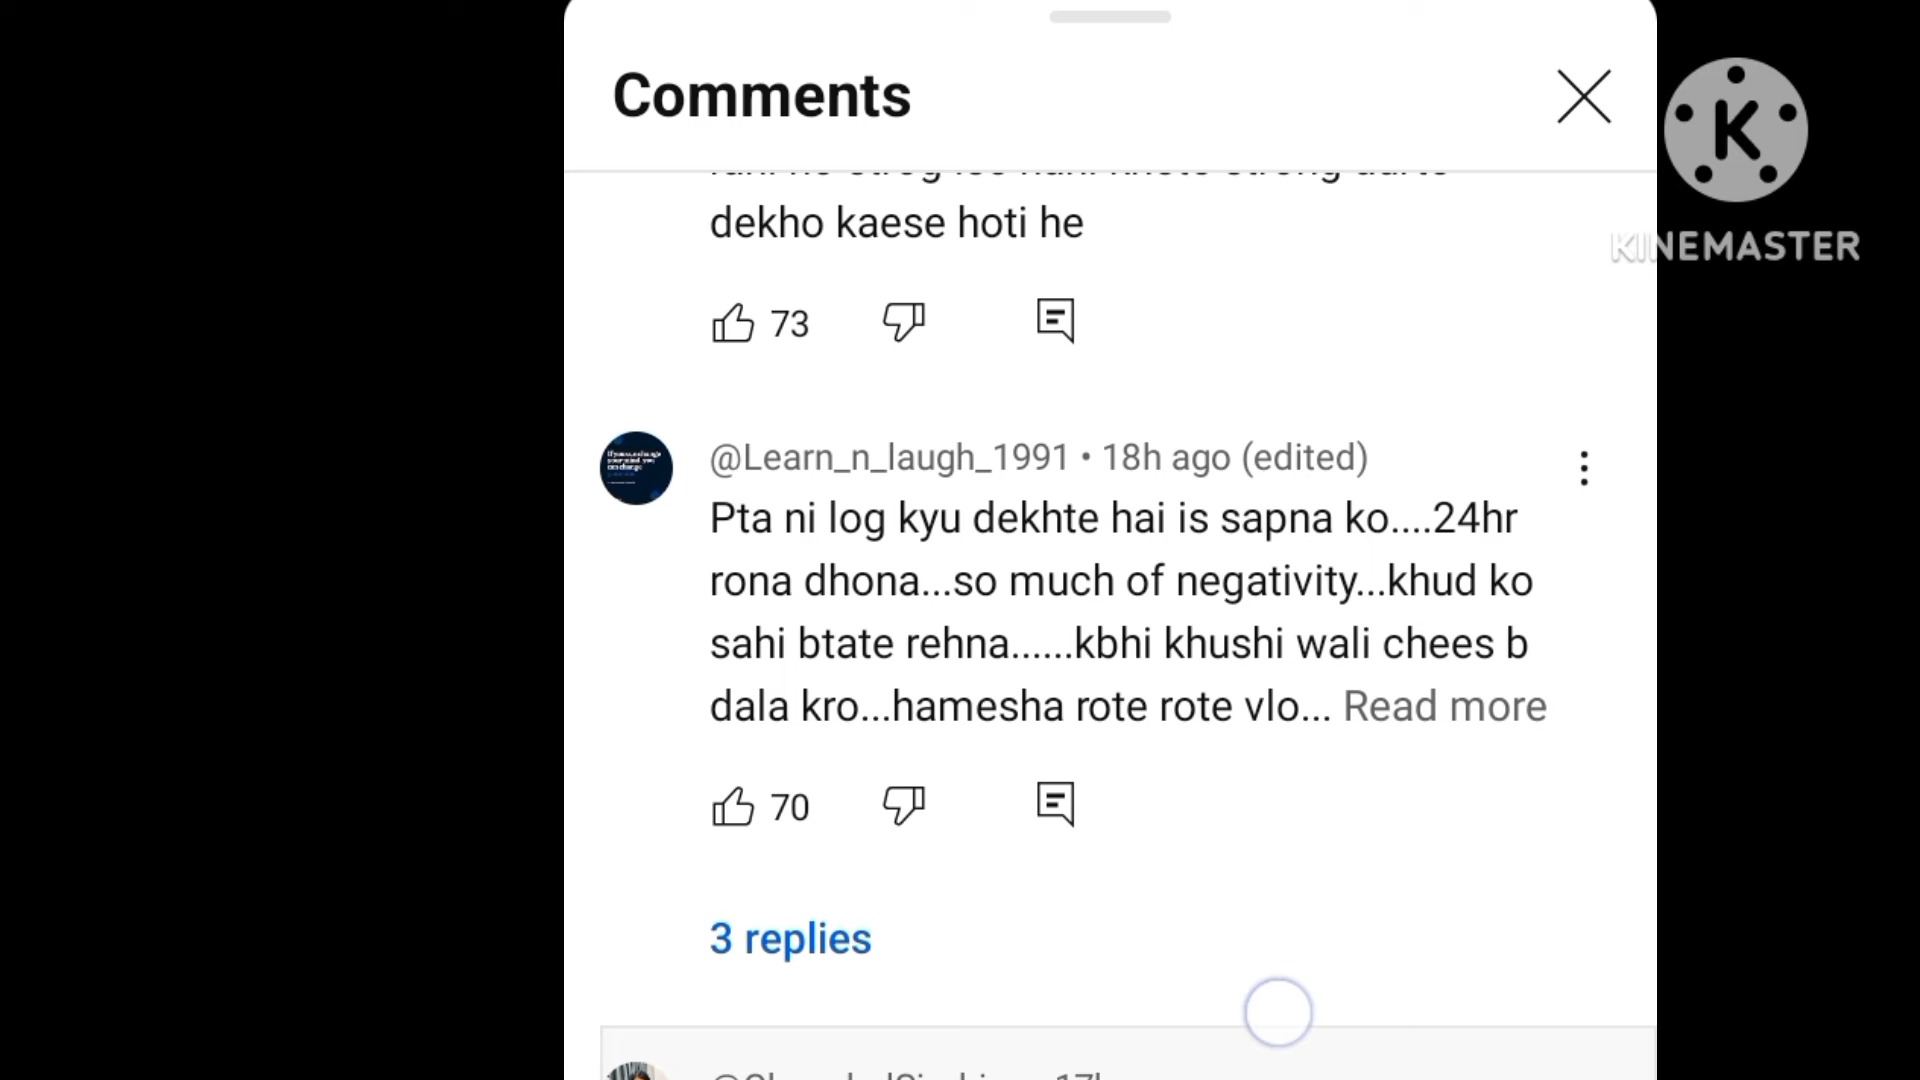 Comments
dekho kaese hoti he
73
@Learn_n_laugh_1991 • 18h ago (edited)
Pta ni log kyu dekhte hai is sapna ko....24hr
rona dhona...so much of negativity...khud ko
sahi btate rehna......kbhi khushi wali chees b
dala kro...hamesha rote rote vlo... Read more
70
3 replies
K
KINEMASTER